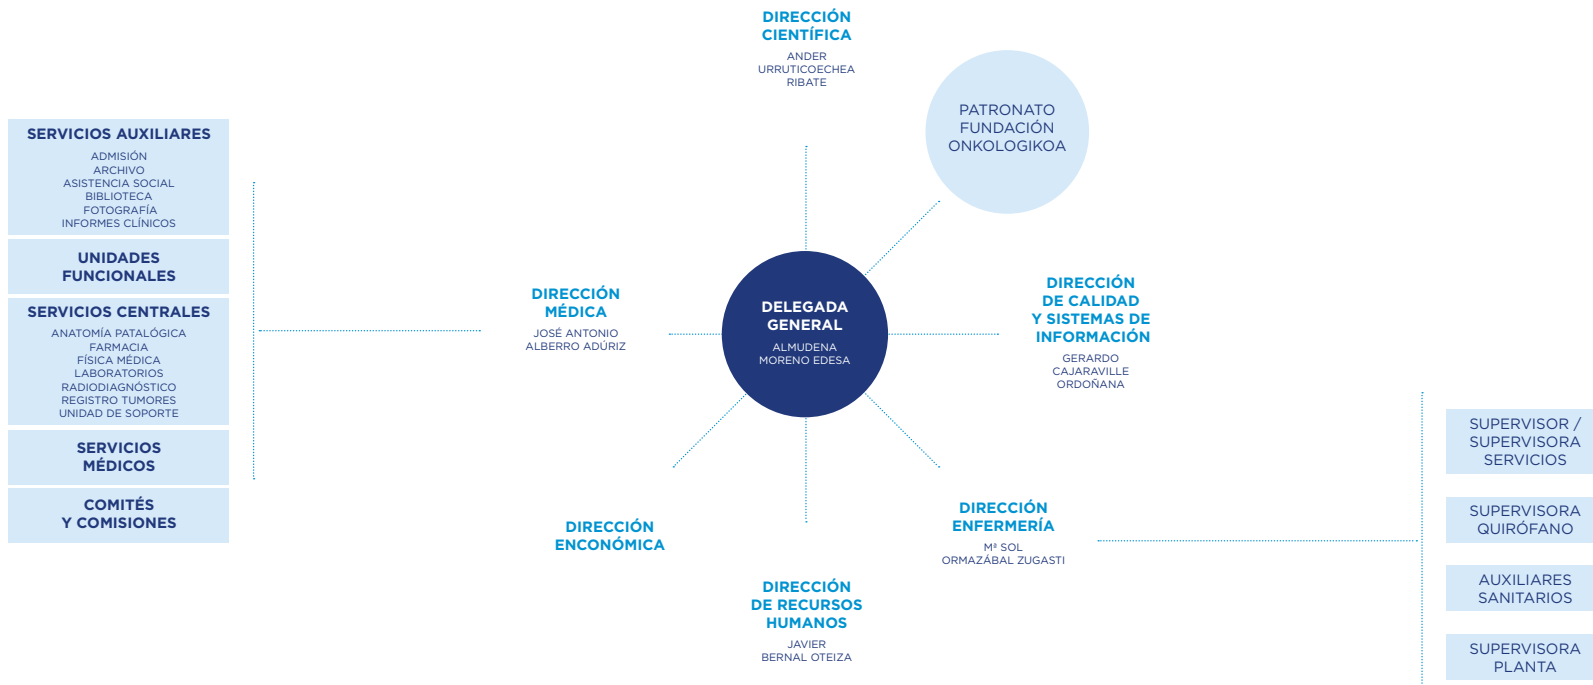 DIRECCIÓN
CIENTÍFICA
ANDER
URRUTICOECHEA
RIBATE
PATRONATO
FUNDACIÓN
ONKOLOGIKOA
SERVICIOS AUXILIARES
ADMISIÓN
ARCHIVO
ASISTENCIA SOCIAL
BIBLIOTECA
FOTOGRAFÍA
INFORMES CLÍNICOS
UNIDADES
FUNCIONALES
SERVICIOS CENTRALES
ANATOMÍA PATALÓGICA
FARMACIA
FÍSICA MÉDICA
LABORATORIOS
RADIODIAGNÓSTICO
REGISTRO TUMORES
UNIDAD DE SOPORTE
SERVICIOS
MÉDICOS
COMITÉS
Y COMISIONES
DIRECCIÓN
MÉDICA
JOSÉ ANTONIO
ALBERRO ADÚRIZ
DELEGADA
GENERAL
ALMUDENA
MORENO EDESA
DIRECCIÓN
DE CALIDAD
Y SISTEMAS DE
INFORMACIÓN
GERARDO
CAJARAVILLE
ORDOÑANA
DIRECCIÓN
ENCONÓMICA
DIRECCIÓN
DE RECURSOS
HUMANOS
JAVIER
BERNAL OTEIZA
DIRECCIÓN
ENFERMERÍA
Mª SOL
ORMAZÁBAL ZUGASTI
SUPERVISOR /
SUPERVISORA
SERVICIOS
SUPERVISORA
QUIRÓFANO
AUXILIARES
SANITARIOS
SUPERVISORA
PLANTA